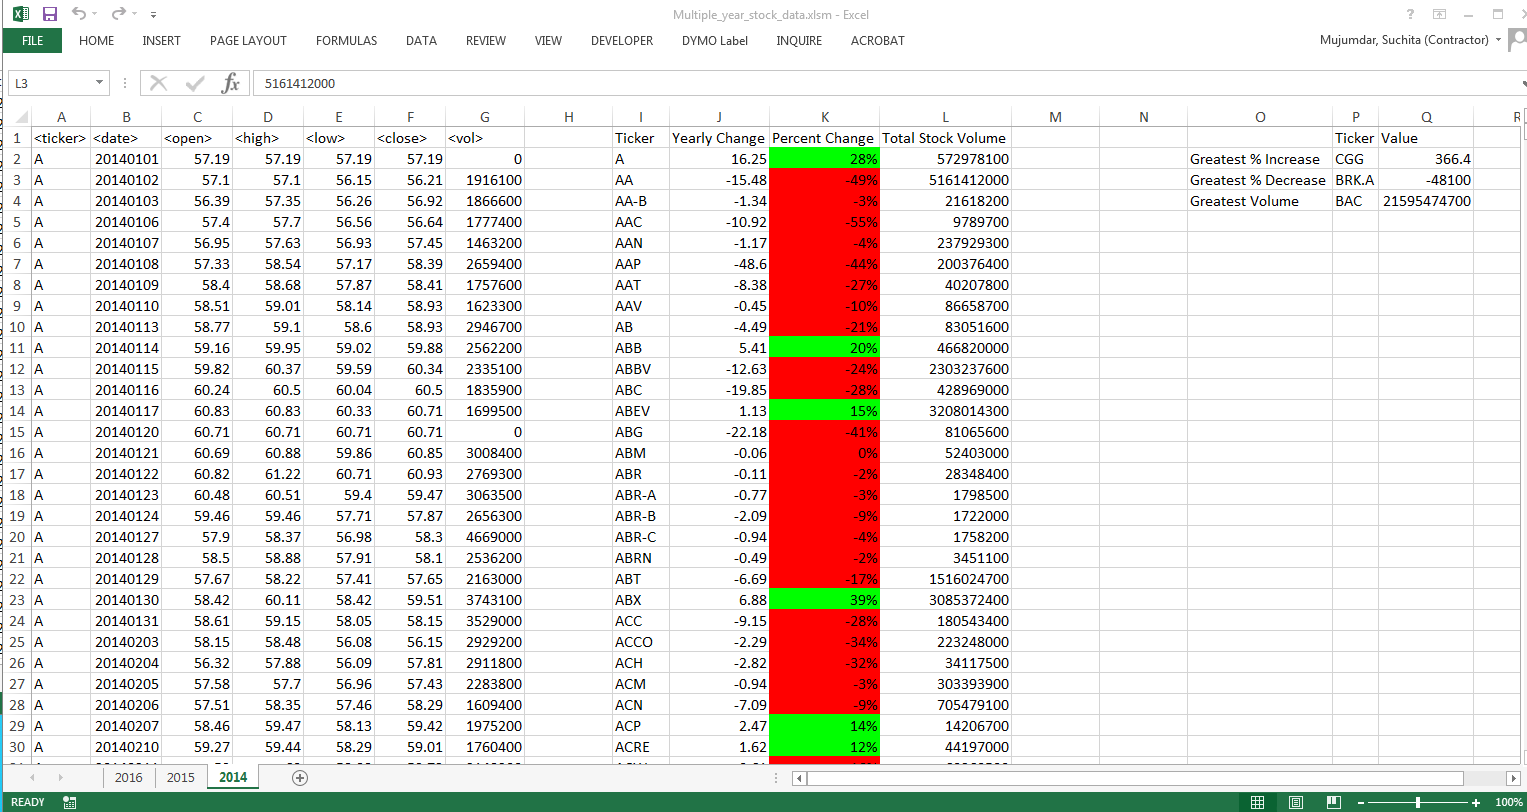 Multiple_year_stock_data.xlsm - Excel
?
FILE HOME INSERT PAGE LAYOUT FORMULAS DATA REVIEW VIEW DEVELOPER DYMO Label INQUIRE ACROBAT Mujumdar, Suchita (Contractor)
L3 fx 5161412000
A B C D E F G H I J K L M N O P Q R
1 <ticker> <date> <open> <high> <low> <close> <vol> Ticker Yearly Change Percent Change Total Stock Volume Ticker Value
2 A 20140101 57.19 57.19 57.19 57.19 0 A 16.25 28% 572978100 Greatest % Increase CGG 366.4
3 A 20140102 57.1 57.1 56.15 56.21 1916100 AA -15.48 -49% 5161412000 Greatest % Decrease BRK.A -48100
4 A 20140103 56.39 57.35 56.26 56.92 1866600 AA-B -1.34 -3% 21618200 Greatest Volume BAC 21595474700
5 A 20140106 57.4 57.7 56.56 56.64 1777400 AAC -10.92 -55% 9789700
6 A 20140107 56.95 57.63 56.93 57.45 1463200 AAN -1.17 -4% 237929300
7 A 20140108 57.33 58.54 57.17 58.39 2659400 AAP -48.6 -44% 200376400
8 A 20140109 58.4 58.68 57.87 58.41 1757600 AAT -8.38 -27% 40207800
9 A 20140110 58.51 59.01 58.14 58.93 1623300 AAV -0.45 -10% 86658700
10 A 20140113 58.77 59.1 58.6 58.93 2946700 AB -4.49 -21% 83051600
11 A 20140114 59.16 59.95 59.02 59.88 2562200 ABB 5.41 20% 466820000
12 A 20140115 59.82 60.37 59.59 60.34 2335100 ABBV -12.63 -24% 2303237600
13 A 20140116 60.24 60.5 60.04 60.5 1835900 ABC -19.85 -28% 428969000
14 A 20140117 60.83 60.83 60.33 60.71 1699500 ABEV 1.13 15% 3208014300
15 A 20140120 60.71 60.71 60.71 60.71 0 ABG -22.18 -41% 81065600
16 A 20140121 60.69 60.88 59.86 60.85 3008400 ABM -0.06 0% 52403000
17 A 20140122 60.82 61.22 60.71 60.93 2769300 ABR -0.11 -2% 28348400
18 A 20140123 60.48 60.51 59.4 59.47 3063500 ABR-A -0.77 -3% 1798500
19 A 20140124 59.46 59.46 57.71 57.87 2656300 ABR-B -2.09 -9% 1722000
20 A 20140127 57.9 58.37 56.98 58.3 4669000 ABR-C -0.94 -4% 1758200
21 A 20140128 58.5 58.88 57.91 58.1 2536200 ABRN -0.49 -2% 3451100
22 A 20140129 57.67 58.22 57.41 57.65 2163000 ABT -6.69 -17% 1516024700
23 A 20140130 58.42 60.11 58.42 59.51 3743100 ABX 6.88 39% 3085372400
24 A 20140131 58.61 59.15 58.05 58.15 3529000 ACC -9.15 -28% 180543400
25 A 20140203 58.15 58.48 56.08 56.15 2929200 ACCO -2.29 -34% 223248000
26 A 20140204 56.32 57.88 56.09 57.81 2911800 ACH -2.82 -32% 34117500
27 A 20140205 57.58 57.7 56.96 57.43 2283800 ACM -0.94 -3% 303393900
28 A 20140206 57.51 58.35 57.46 58.29 1609400 ACN -7.09 -9% 705479100
29 A 20140207 58.46 59.47 58.13 59.42 1975200 ACP 2.47 14% 14206700
30 A 20140210 59.27 59.44 58.29 59.01 1760400 ACRE 1.62 12% 44197000
2016 2015 2014
READY 100%